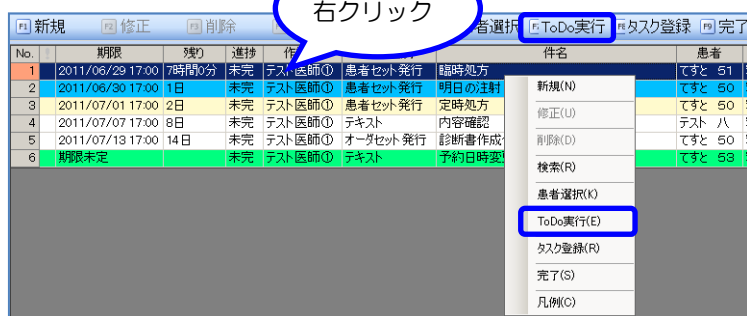 右クリック
F1 新規 F2 修正 F3 削除 者選択 ToDo実行 タスク登録 F9 完了
No. ! 期限 残り 進捗 作 件名 患者
1 2011/06/29 17:00 7時間0分 未完 テスト医師① 患者セット発行 臨時処方 てすと 51
2 2011/06/30 17:00 1日 未完 テスト医師① 患者セット発行 明日の注射 てすと 50
3 2011/07/01 17:00 2日 未完 テスト医師① 患者セット発行 定時処方 てすと 50
4 2011/07/07 17:00 8日 未完 テスト医師① テキスト 内容確認 テスト 八
5 2011/07/13 17:00 14日 未完 テスト医師① オーダセット発行 診断書作成 てすと 50
6 期限未定 未完 テスト医師① テキスト 予約日時変 てすと 53
新規(N)
修正(U)
削除(D)
検索(R)
患者選択(K)
ToDo実行(E)
タスク登録(R)
完了(S)
凡例(C)